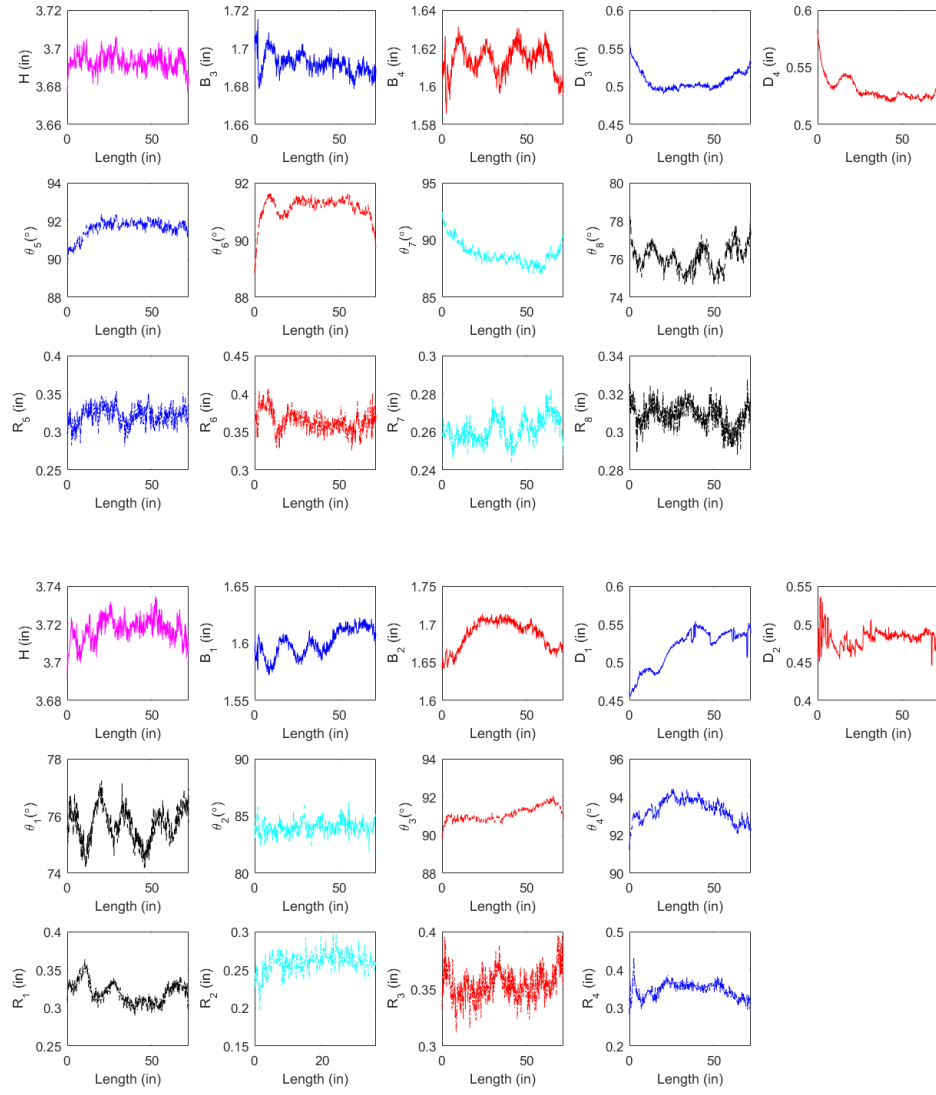 H (in) 3.72 3.7 3.68 3.66 0 50 Length (in)
B3 (in) 1.72 1.7 1.68 1.66 0 50 Length (in)
B4 (in) 1.64 1.62 1.6 1.58 0 50 Length (in)
D3 (in) 0.6 0.55 0.5 0.45 0 50 Length (in)
D4 (in) 0.6 0.55 0.5 0 50 Length (in)
θ5(°) 94 92 90 88 0 50 Length (in)
θ6(°) 92 90 88 0 50 Length (in)
θ7(°) 95 90 85 0 50 Length (in)
θ8(°) 80 78 76 74 0 50 Length (in)
R5 (in) 0.4 0.35 0.3 0.25 0 50 Length (in)
R6 (in) 0.45 0.4 0.35 0.3 0 50 Length (in)
R7 (in) 0.3 0.28 0.26 0.24 0 50 Length (in)
R8 (in) 0.34 0.32 0.3 0.28 0 50 Length (in)
H (in) 3.74 3.72 3.7 3.68 0 50 Length (in)
B1 (in) 1.65 1.6 1.55 0 50 Length (in)
B2 (in) 1.75 1.7 1.65 1.6 0 50 Length (in)
D1 (in) 0.6 0.55 0.5 0.45 0 50 Length (in)
D2 (in) 0.55 0.5 0.45 0.4 0 50 Length (in)
θ1(°) 78 76 74 0 50 Length (in)
θ2(°) 90 85 80 0 50 Length (in)
θ3(°) 94 92 90 88 0 50 Length (in)
θ4(°) 96 94 92 90 0 50 Length (in)
R1 (in) 0.4 0.35 0.3 0.25 0 50 Length (in)
R2 (in) 0.3 0.25 0.2 0.15 0 20 Length (in)
R3 (in) 0.4 0.35 0.3 0 50 Length (in)
R4 (in) 0.5 0.4 0.3 0.2 0 50 Length (in)